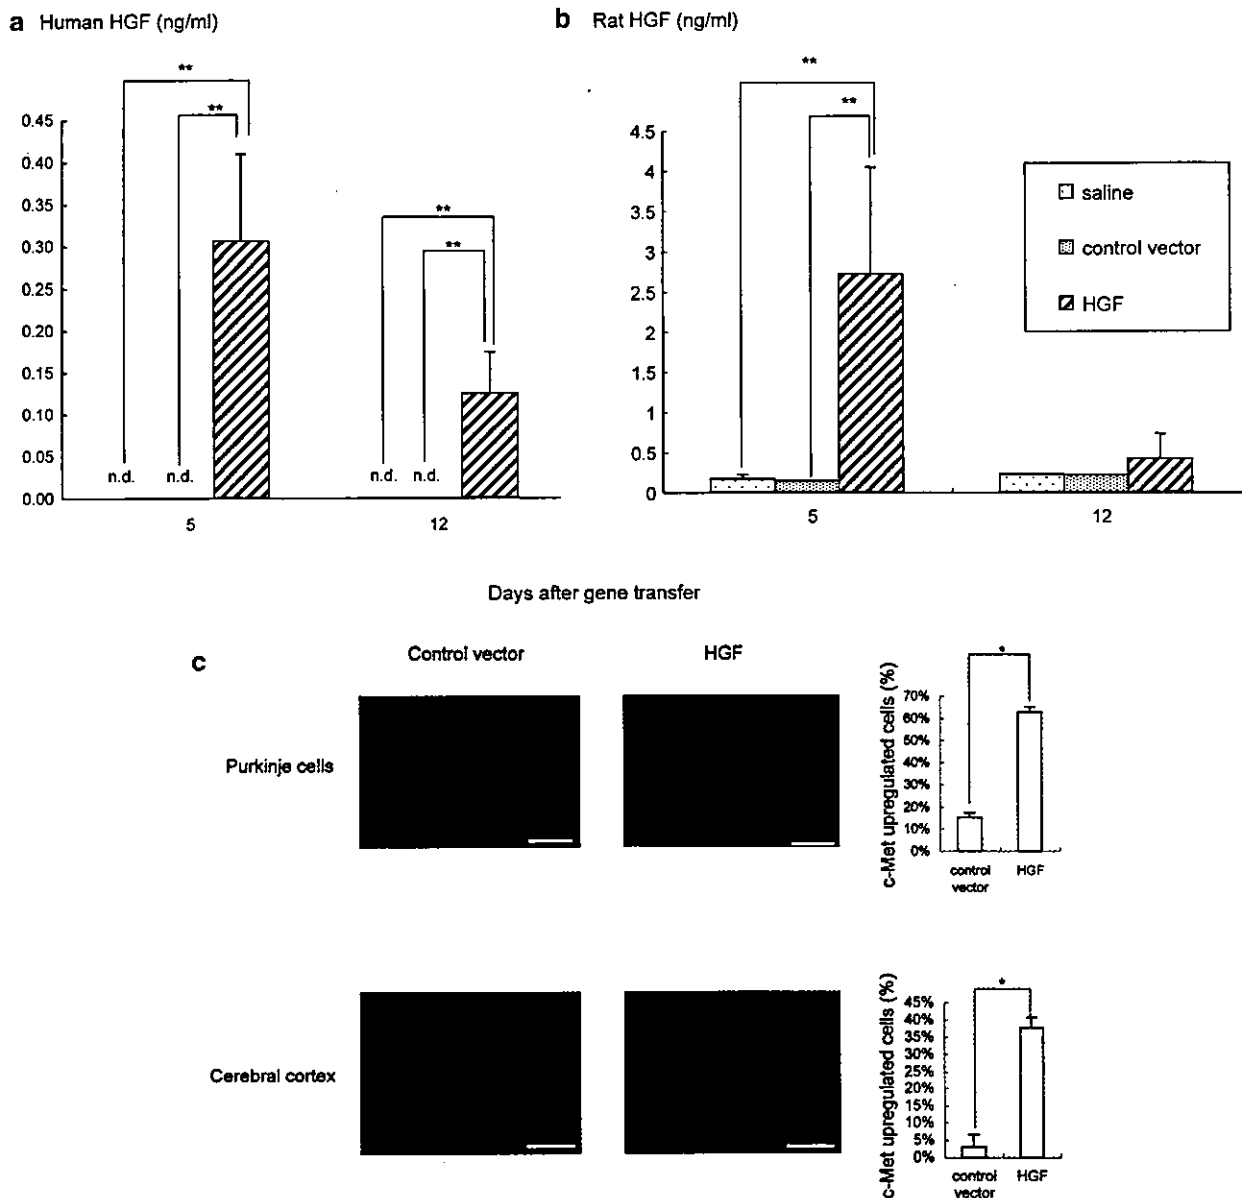 a Human HGF (ng/ml)
**
**
0.45
0.40
0.35
0.30
0.25
0.20
0.15
0.10
0.05
0.00
n.d.
n.d.
**
**
n.d.
n.d.
5
12
b Rat HGF (ng/ml)
**
**
4.5
4
3.5
3
2.5
2
1.5
1
0.5
0
saline
control vector
HGF
5
12
Days after gene transfer
c
Control vector
HGF
Purkinje cells
c-Met upregulated cells (%)
*
70%
60%
50%
40%
30%
20%
10%
0%
control
vector
HGF
Cerebral cortex
c-Met upregulated cells (%)
*
45%
40%
35%
30%
25%
20%
15%
10%
5%
0%
control
vector
HGF